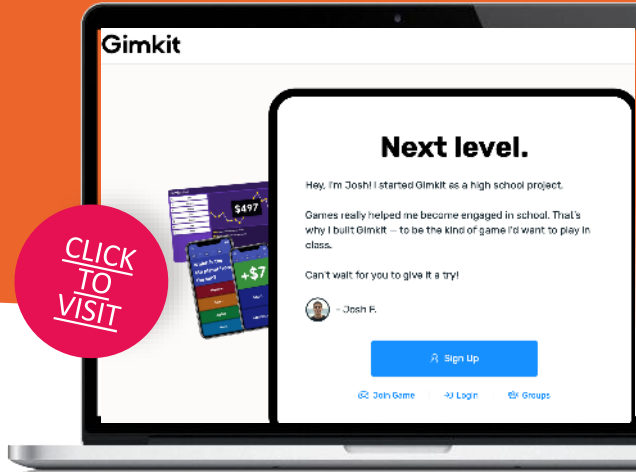 Gimkit
Next level.
Hey, I'm Josh! I started Gimkit as a high school project.
Games really helped me become engaged in school. That's
why I built Gimkit — to be the kind of game I'd want to play in
class.
Can't wait for you to give it a try!
- Josh F.
Sign Up
Join Game
Login
Groups
$497
+$7
CLICK
TO
VISIT